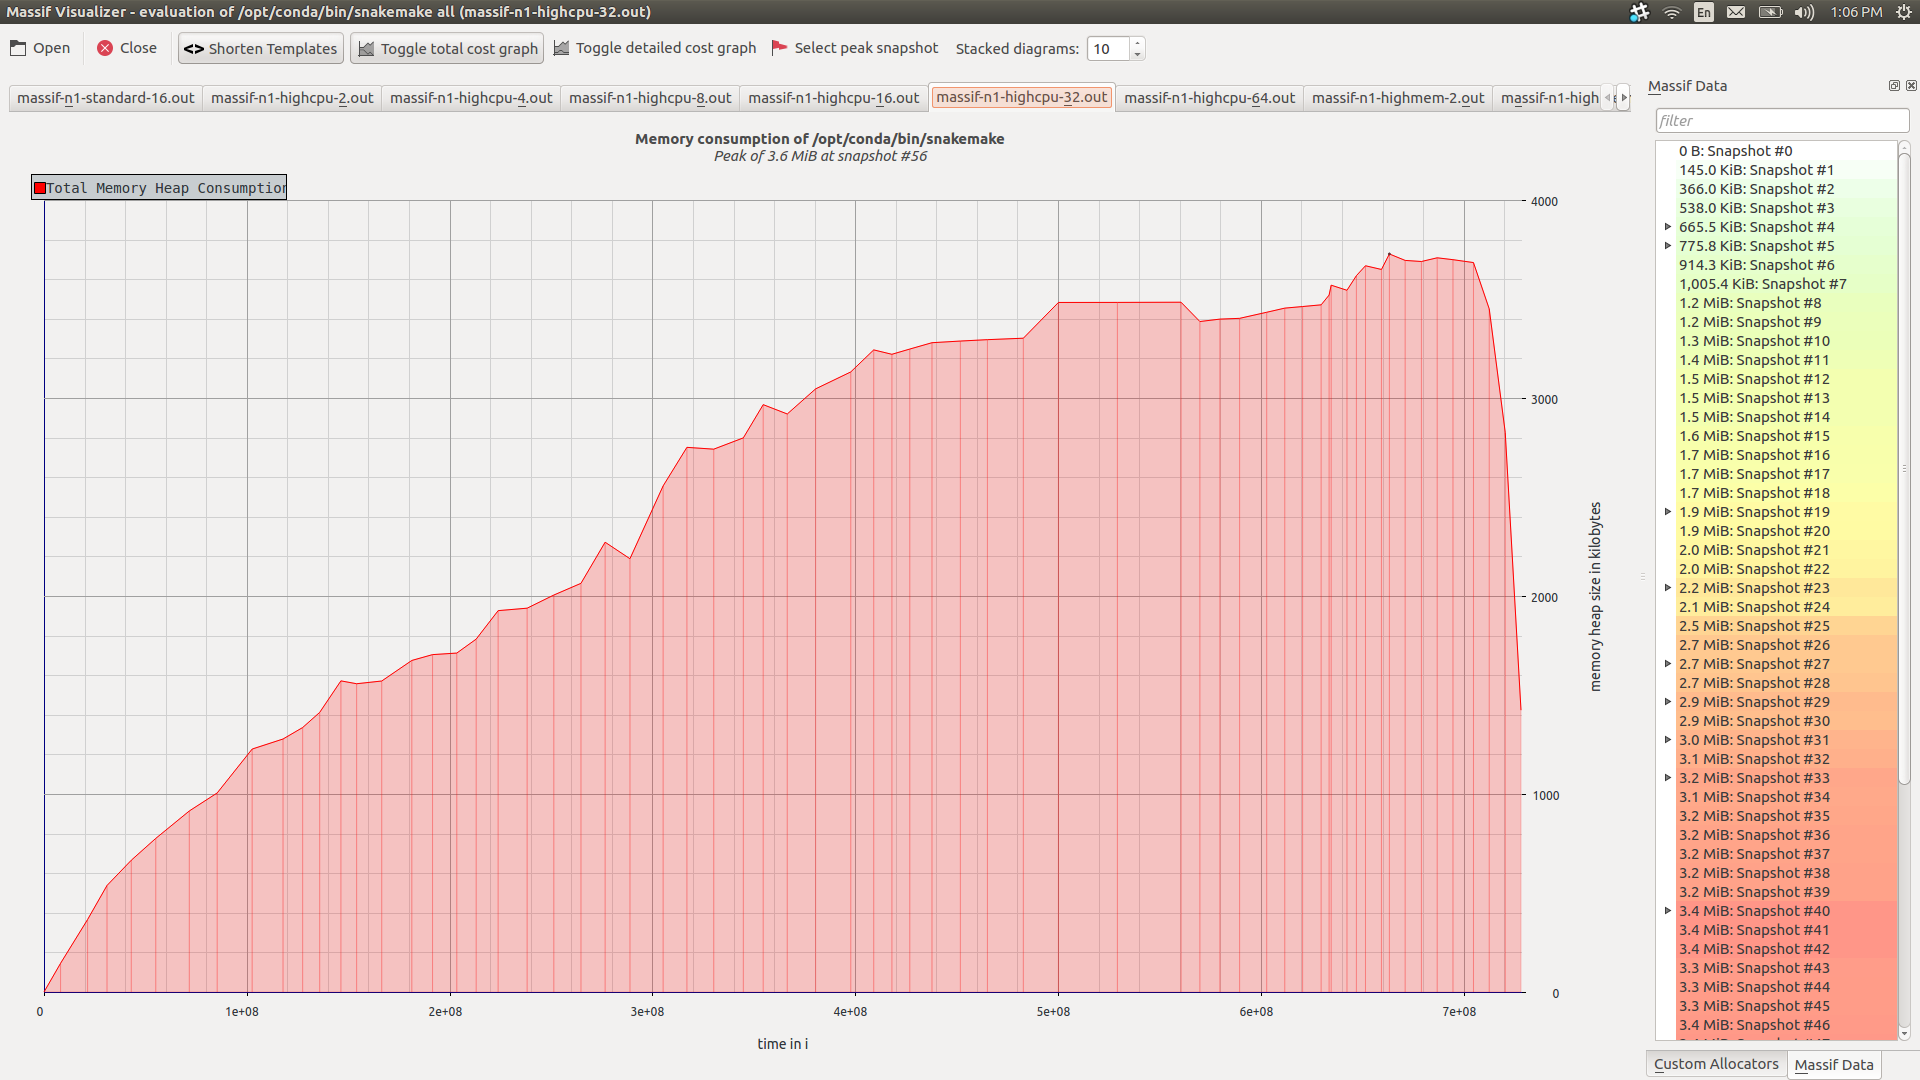 Massif Visualizer - evaluation of /opt/conda/bin/snakemake all (massif-n1-highcpu-32.out)
En
1:06 PM
Open
Close
<> Shorten Templates
Toggle total cost graph
Toggle detailed cost graph
Select peak snapshot
Stacked diagrams:
10
massif-n1-standard-16.out
massif-n1-highcpu-2.out
massif-n1-highcpu-4.out
massif-n1-highcpu-8.out
massif-n1-highcpu-16.out
massif-n1-highcpu-32.out
massif-n1-highcpu-64.out
massif-n1-highmem-2.out
massif-n1-high
Memory consumption of /opt/conda/bin/snakemake
Peak of 3.6 MiB at snapshot #56
Total Memory Heap Consumption
4000
3000
2000
1000
0
memory heap size in kilobytes
0
1e+08
2e+08
3e+08
4e+08
5e+08
6e+08
7e+08
time in i
Massif Data
filter
0 B: Snapshot #0
145.0 KiB: Snapshot #1
366.0 KiB: Snapshot #2
538.0 KiB: Snapshot #3
665.5 KiB: Snapshot #4
775.8 KiB: Snapshot #5
914.3 KiB: Snapshot #6
1,005.4 KiB: Snapshot #7
1.2 MiB: Snapshot #8
1.2 MiB: Snapshot #9
1.3 MiB: Snapshot #10
1.4 MiB: Snapshot #11
1.5 MiB: Snapshot #12
1.5 MiB: Snapshot #13
1.5 MiB: Snapshot #14
1.6 MiB: Snapshot #15
1.7 MiB: Snapshot #16
1.7 MiB: Snapshot #17
1.7 MiB: Snapshot #18
1.9 MiB: Snapshot #19
1.9 MiB: Snapshot #20
2.0 MiB: Snapshot #21
2.0 MiB: Snapshot #22
2.2 MiB: Snapshot #23
2.1 MiB: Snapshot #24
2.5 MiB: Snapshot #25
2.7 MiB: Snapshot #26
2.7 MiB: Snapshot #27
2.7 MiB: Snapshot #28
2.9 MiB: Snapshot #29
2.9 MiB: Snapshot #30
3.0 MiB: Snapshot #31
3.1 MiB: Snapshot #32
3.2 MiB: Snapshot #33
3.1 MiB: Snapshot #34
3.2 MiB: Snapshot #35
3.2 MiB: Snapshot #36
3.2 MiB: Snapshot #37
3.2 MiB: Snapshot #38
3.2 MiB: Snapshot #39
3.4 MiB: Snapshot #40
3.4 MiB: Snapshot #41
3.4 MiB: Snapshot #42
3.3 MiB: Snapshot #43
3.3 MiB: Snapshot #44
3.3 MiB: Snapshot #45
3.4 MiB: Snapshot #46
Custom Allocators
Massif Data